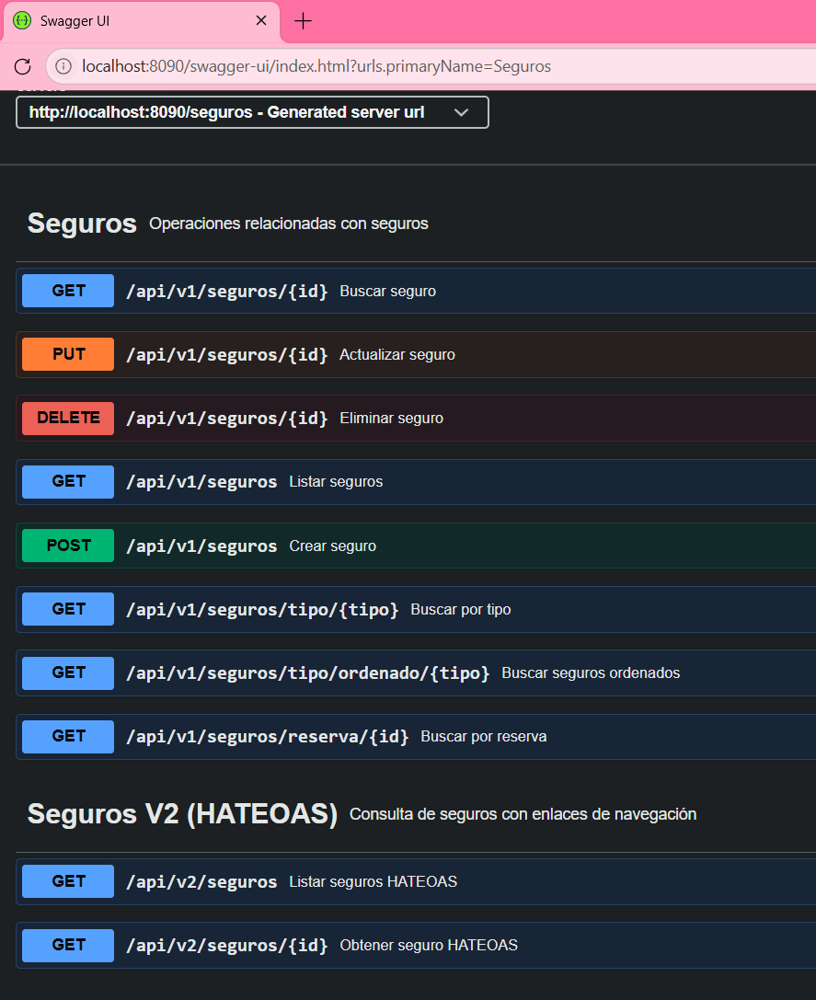 Swagger UI
localhost:8090/swagger-ui/index.html?urls.primaryName=Seguros
http://localhost:8090/seguros - Generated server url
Seguros Operaciones relacionadas con seguros
GET /api/v1/seguros/{id} Buscar seguro
PUT /api/v1/seguros/{id} Actualizar seguro
DELETE /api/v1/seguros/{id} Eliminar seguro
GET /api/v1/seguros Listar seguros
POST /api/v1/seguros Crear seguro
GET /api/v1/seguros/tipo/{tipo} Buscar por tipo
GET /api/v1/seguros/tipo/ordenado/{tipo} Buscar seguros ordenados
GET /api/v1/seguros/reserva/{id} Buscar por reserva
Seguros V2 (HATEOAS) Consulta de seguros con enlaces de navegación
GET /api/v2/seguros Listar seguros HATEOAS
GET /api/v2/seguros/{id} Obtener seguro HATEOAS